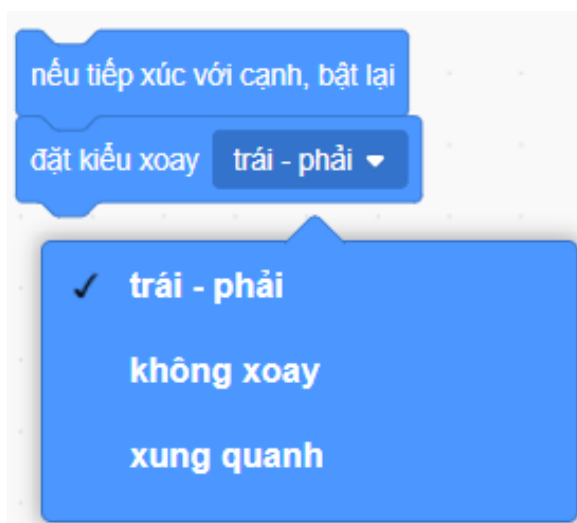 nếu tiếp xúc với cạnh, bật lại
đặt kiểu xoay trái - phải
trái - phải
không xoay
xung quanh